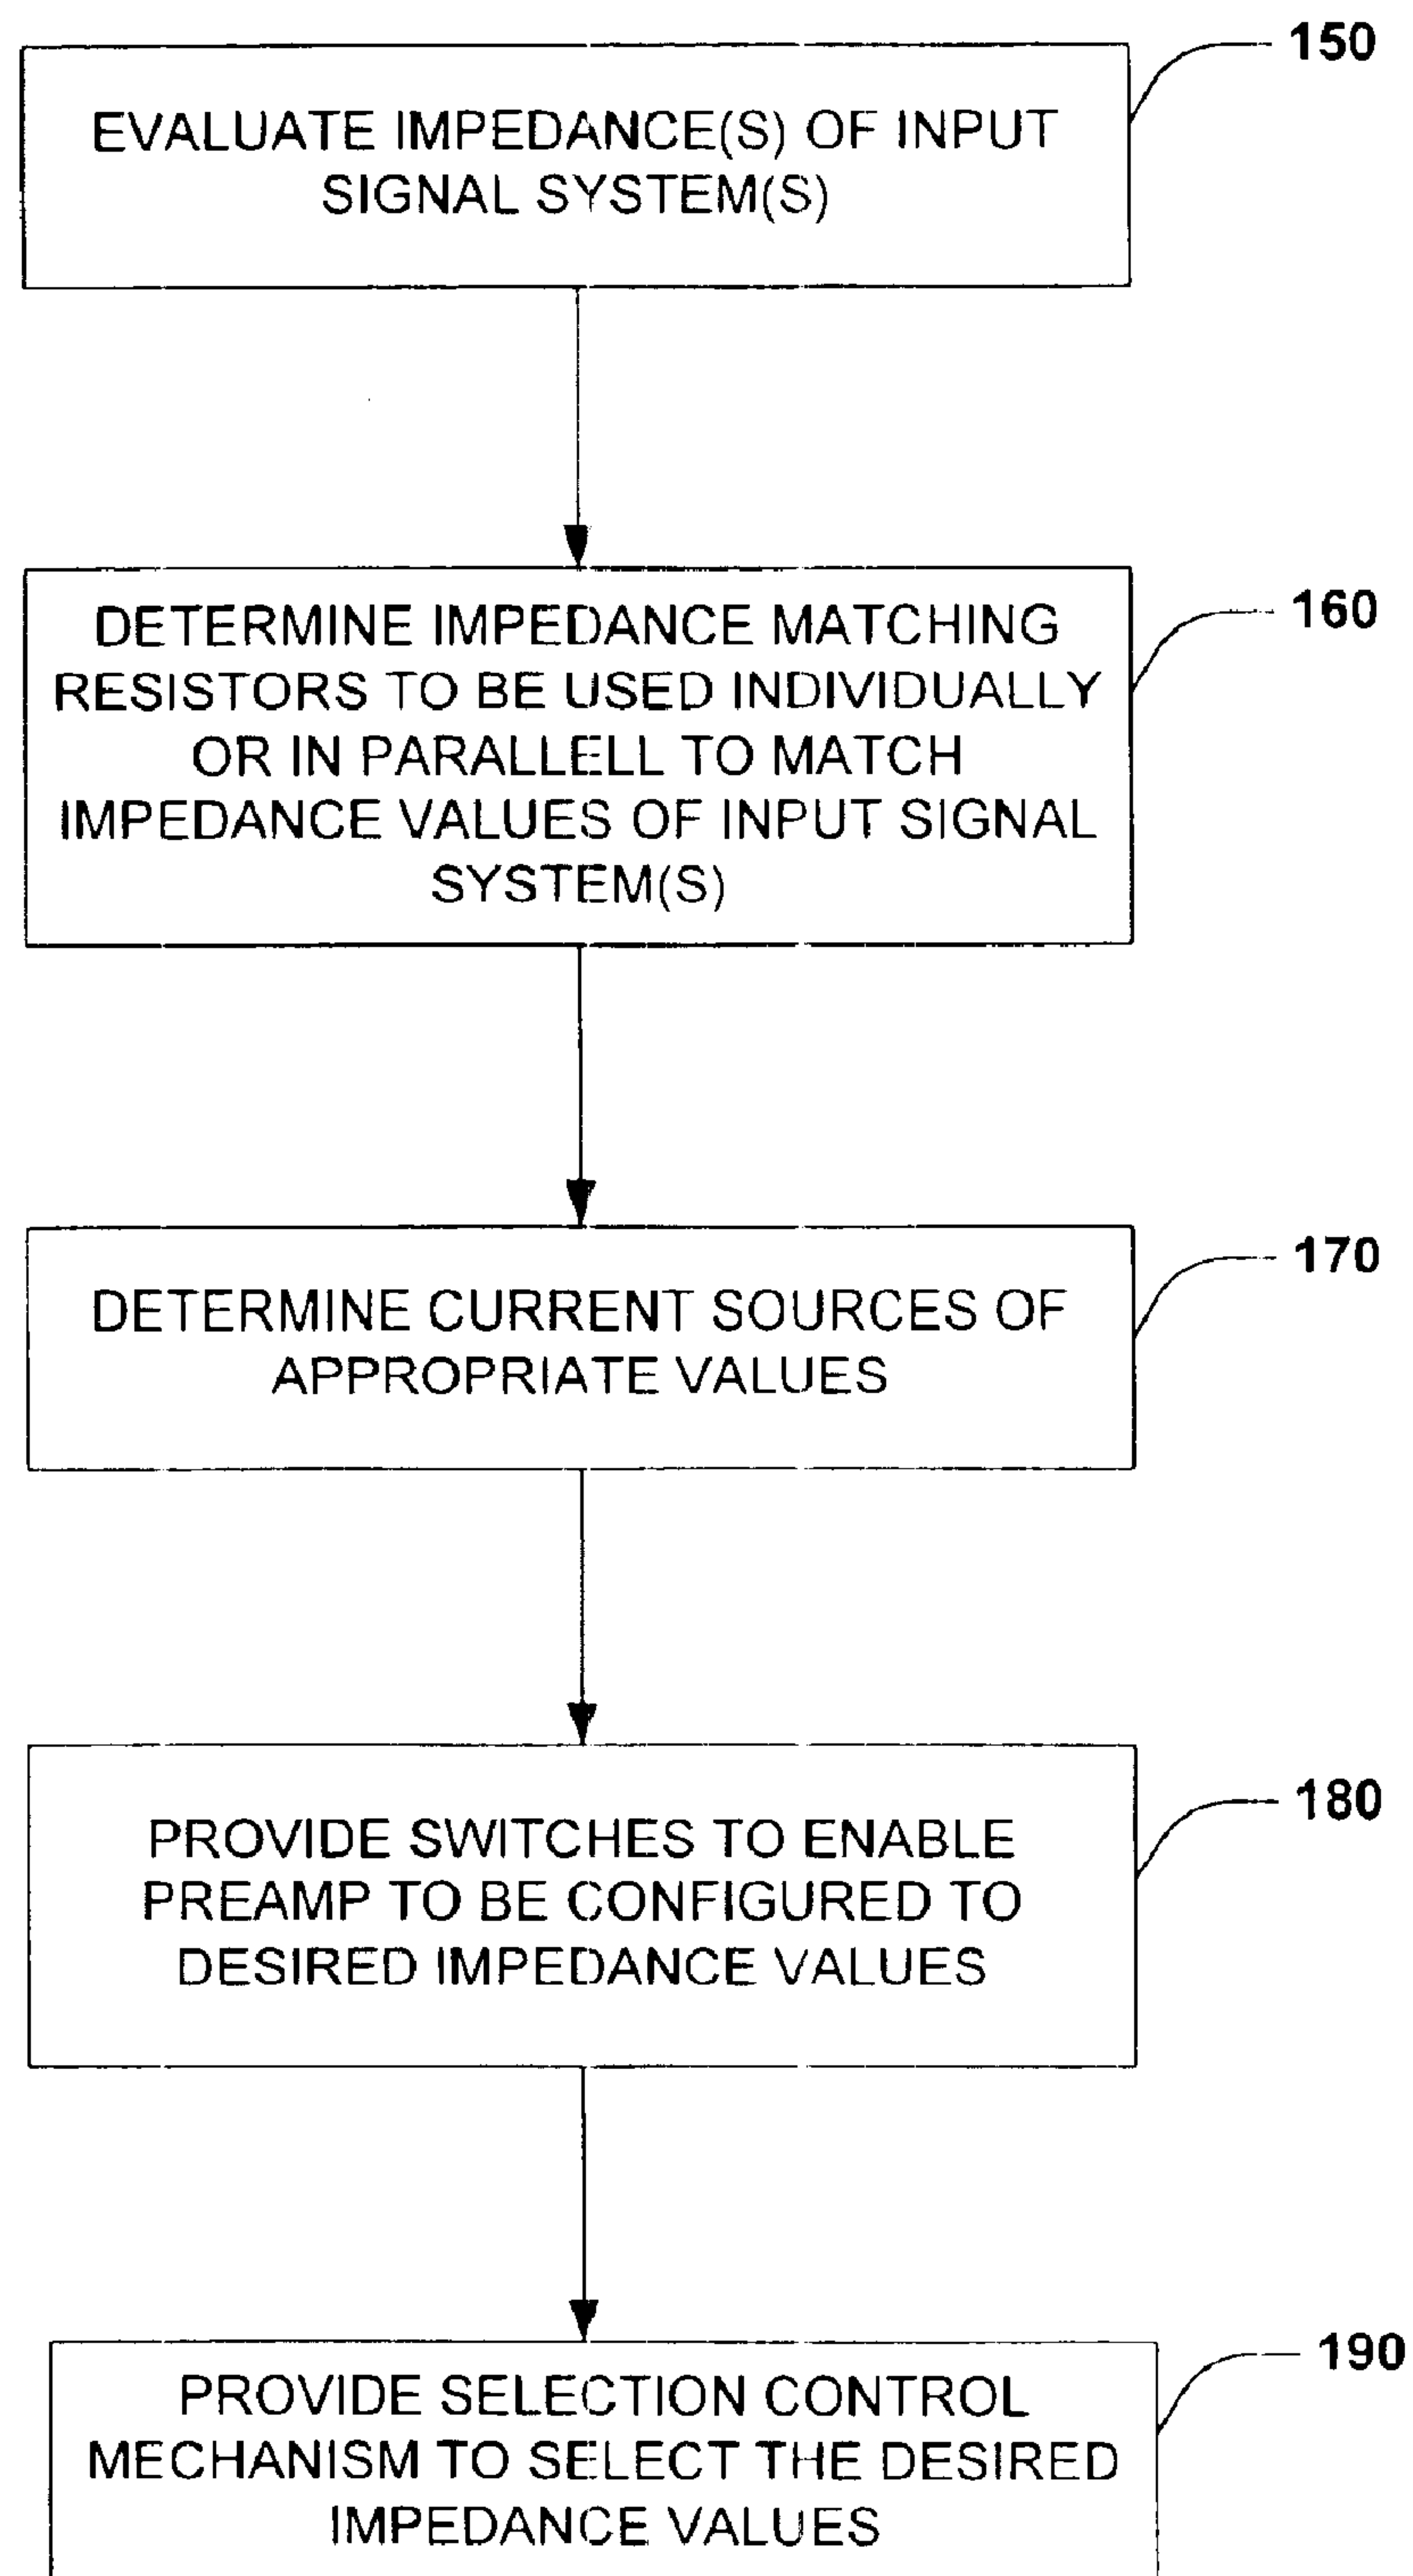 150
EVALUATE IMPEDANCE(S) OF INPUT
SIGNAL SYSTEM(S)
160
DETERMINE IMPEDANCE MATCHING
RESISTORS TO BE USED INDIVIDUALLY
OR IN PARALLELL TO MATCH
IMPEDANCE VALUES OF INPUT SIGNAL
SYSTEM(S)
170
DETERMINE CURRENT SOURCES OF
APPROPRIATE VALUES
180
PROVIDE SWITCHES TO ENABLE
PREAMP TO BE CONFIGURED TO
DESIRED IMPEDANCE VALUES
190
PROVIDE SELECTION CONTROL
MECHANISM TO SELECT THE DESIRED
IMPEDANCE VALUES